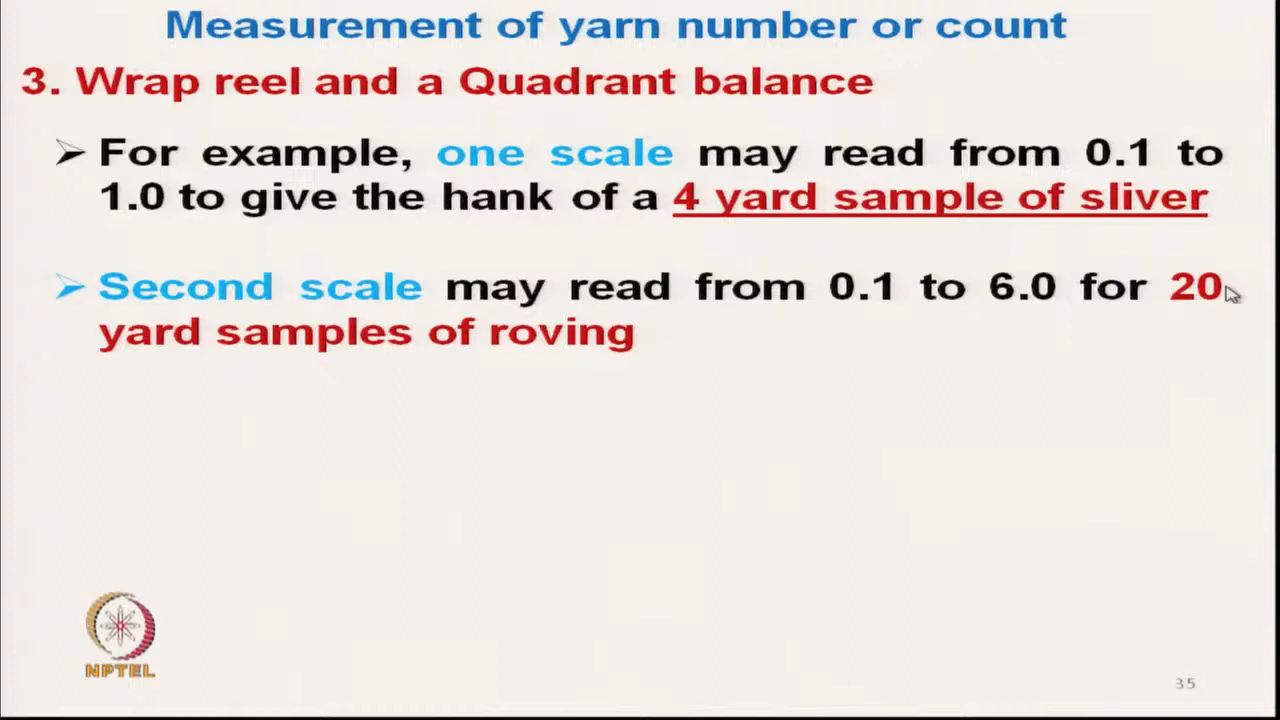 Measurement of yarn number or count
3. Wrap reel and a Quadrant balance
➢ For example, one scale may read from 0.1 to
1.0 to give the hank of a 4 yard sample of sliver
➢ Second scale may read from 0.1 to 6.0 for 20
yard samples of roving
NPTEL
35